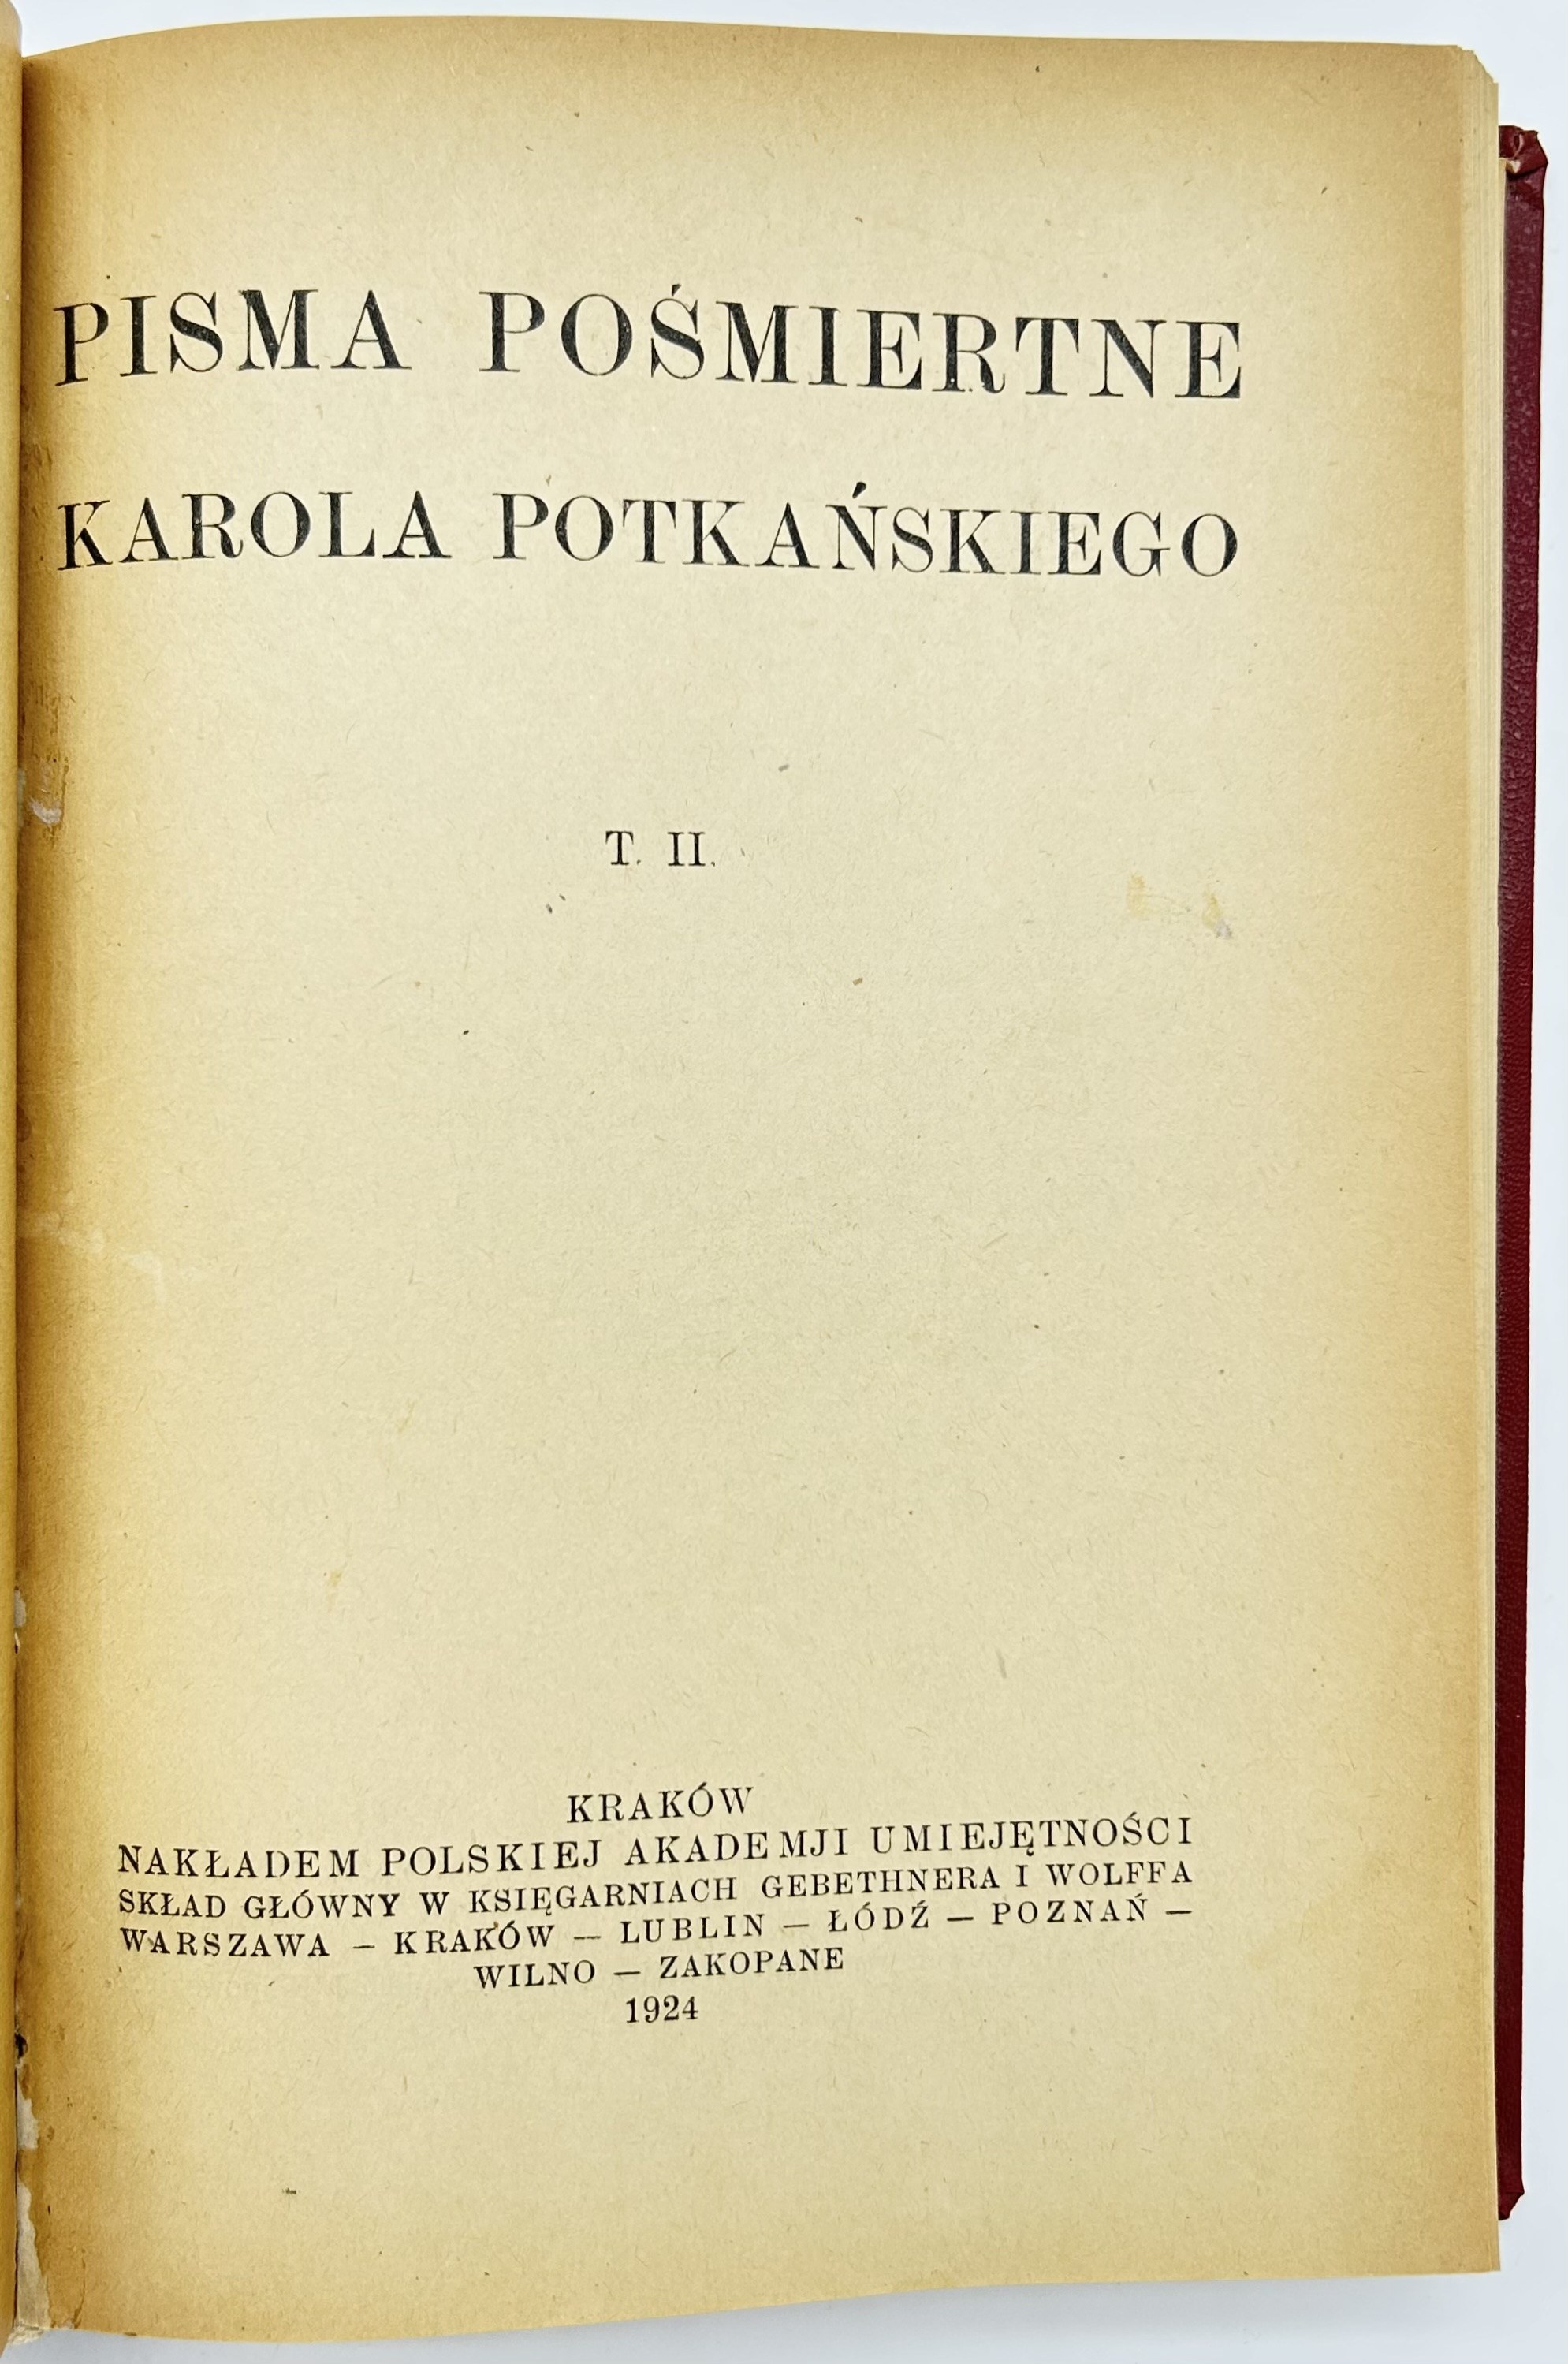 PISMA POŚMIERTNE
KAROLA POTKAŃSKIEGO
T. II.
KRAKÓW
NAKŁADEM POLSKIEJ AKADEMJI UMIEJĘTNOŚCI
SKŁAD GŁÓWNY W KSIĘGARNIACH GEBETHNERA I WOLFFA
WARSZAWA — KRAKÓW — LUBLIN — ŁÓDŹ — POZNAŃ —
WILNO — ZAKOPANE
1924